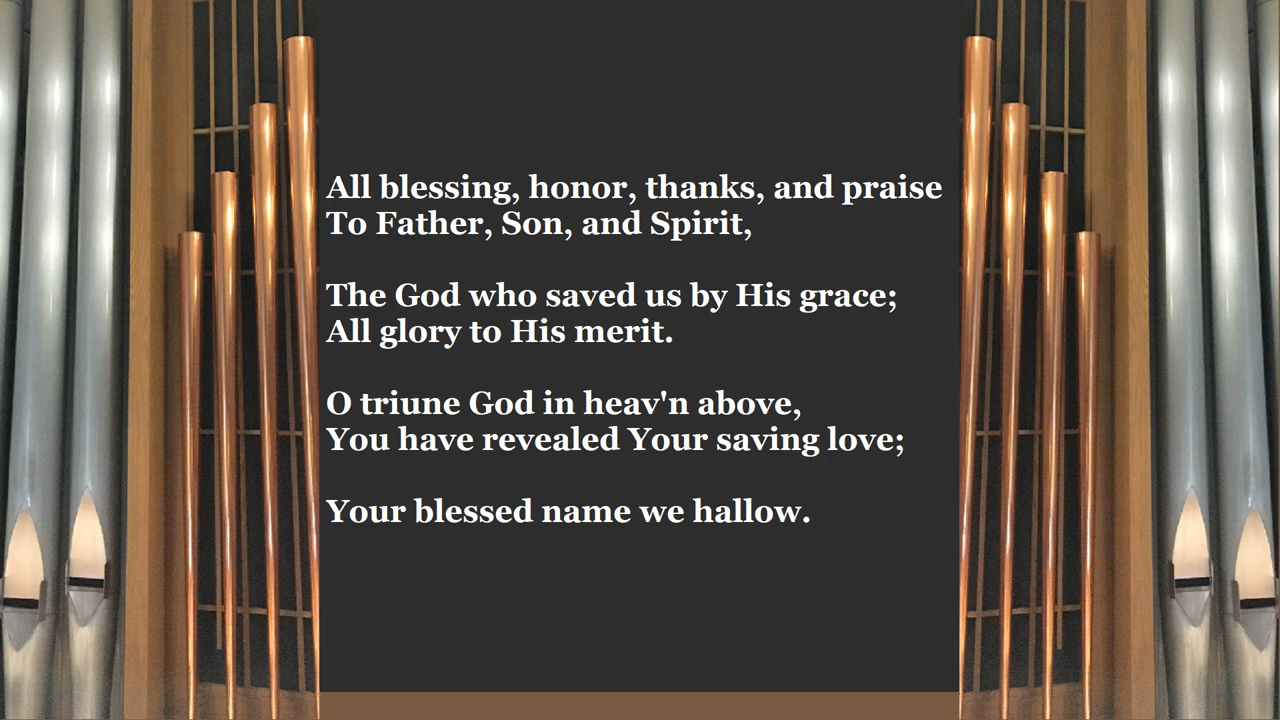 All blessing, honor, thanks, and praise
To Father, Son, and Spirit,
The God who saved us by His grace;
All glory to His merit.
O triune God in heav'n above,
You have revealed Your saving love;
Your blessed name we hallow.